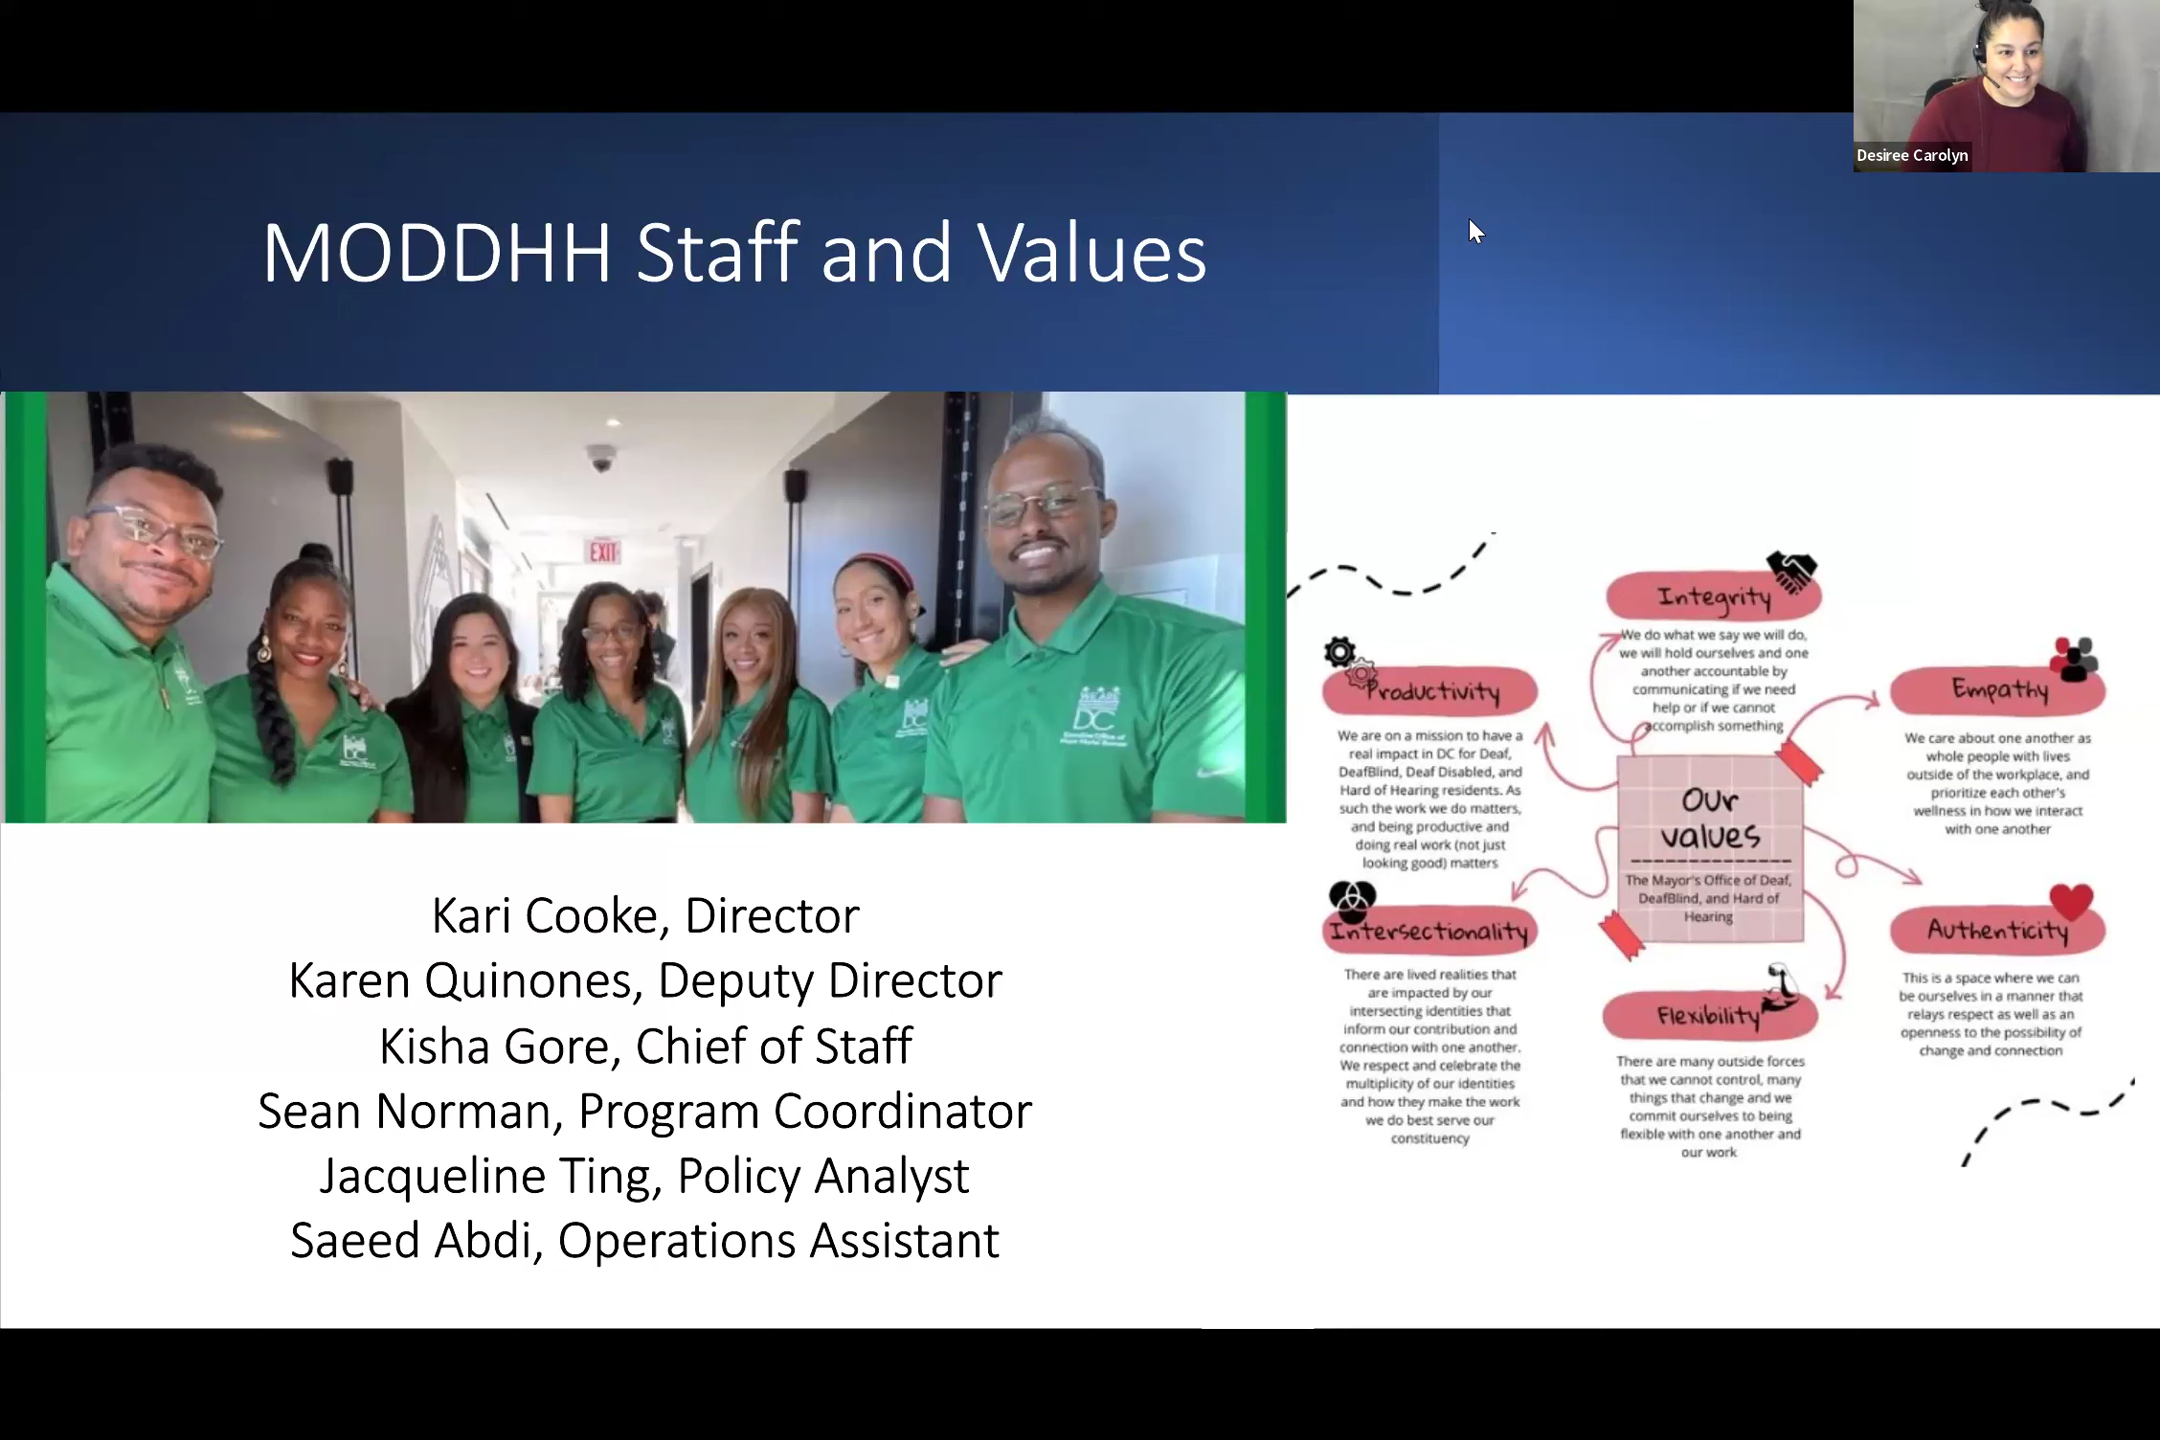 Desiree Carolyn
MODDHH Staff and Values
EXIT
WE ARE
DC
Kari Cooke, Director
Karen Quinones, Deputy Director
Kisha Gore, Chief of Staff
Sean Norman, Program Coordinator
Jacqueline Ting, Policy Analyst
Saeed Abdi, Operations Assistant
Integrity
We do what we say we will do,
we will hold ourselves and one
another accountable by
communicating if we need
help or if we cannot
accomplish something
Productivity
We are on a mission to have a
real impact in DC for Deaf,
DeafBlind, Deaf Disabled, and
Hard of Hearing residents. As
such the work we do matters,
and being productive and
doing real work (not just
looking good) matters
Empathy
We care about one another as
whole people with lives
outside of the workplace, and
prioritize each other's
wellness in how we interact
with one another
Our
values
The Mayor's Office of Deaf,
DeafBlind, and Hard of
Hearing
Intersectionality
There are lived realities that
are impacted by our
intersecting identities that
inform our contribution and
connection with one another.
We respect and celebrate the
multiplicity of our identities
and how they make the work
we do best serve our
constituency
Authenticity
This is a space where we can
be ourselves in a manner that
relays respect as well as an
openness to the possibility of
change and connection
Flexibility
There are many outside forces
that we cannot control, many
things that change and we
commit ourselves to being
flexible with one another and
our work